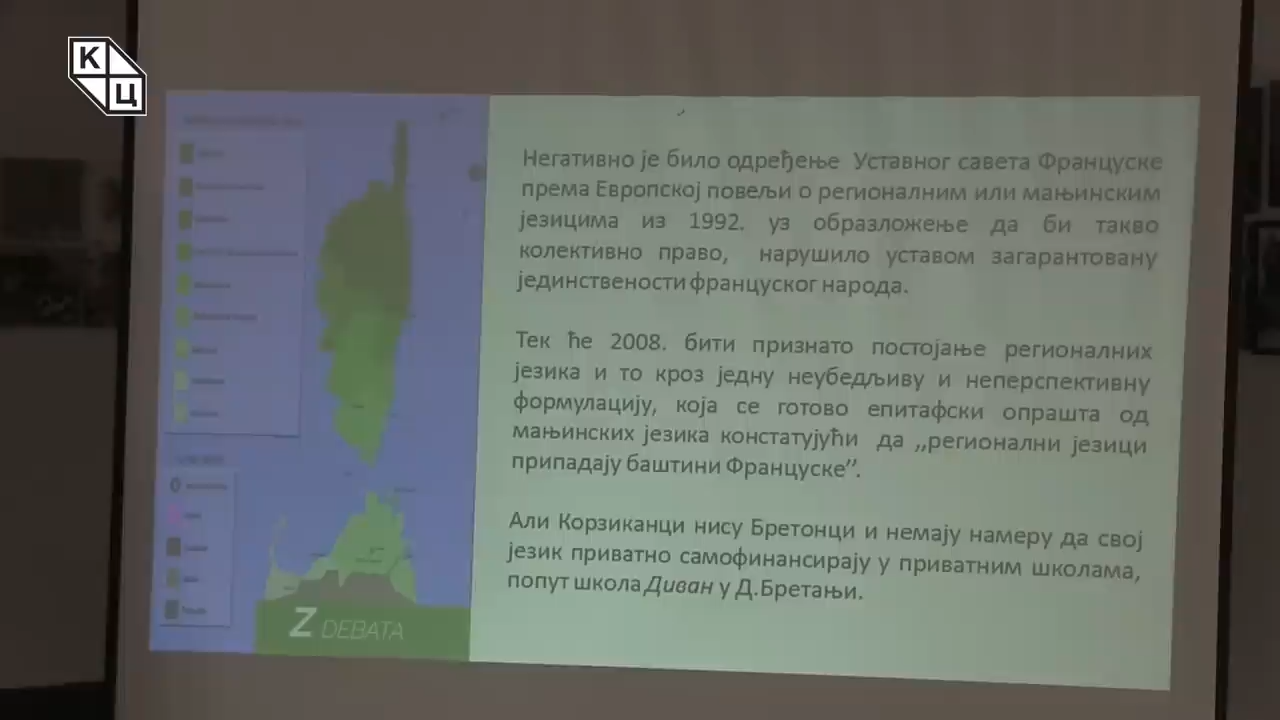 К
Ц
Негативно је било одређење Уставног савета Француске
према Европској повељи о регионалним или мањинским
језицима из 1992. уз образложење да би такво
колективно право, нарушило уставом загарантовану
јединствености француског народа.
Тек ће 2008. бити признато постојање регионалних
језика и то кроз једну неубедљиву и неперспективну
формулацију, која се готово епитафски опрашта од
мањинских језика констатујући да ,,регионални језици
припадају баштини Француске”.
Али Корзиканци нису Бретонци и немају намеру да свој
језик приватно самофинансирају у приватним школама,
попут школа Диван у Д.Бретањи.
Z DEBATA